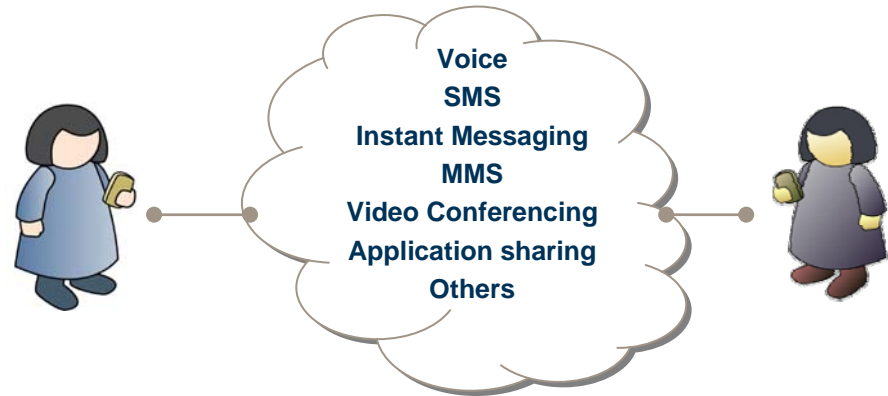 Voice
SMS
Instant Messaging
MMS
Video Conferencing
Application sharing
Others